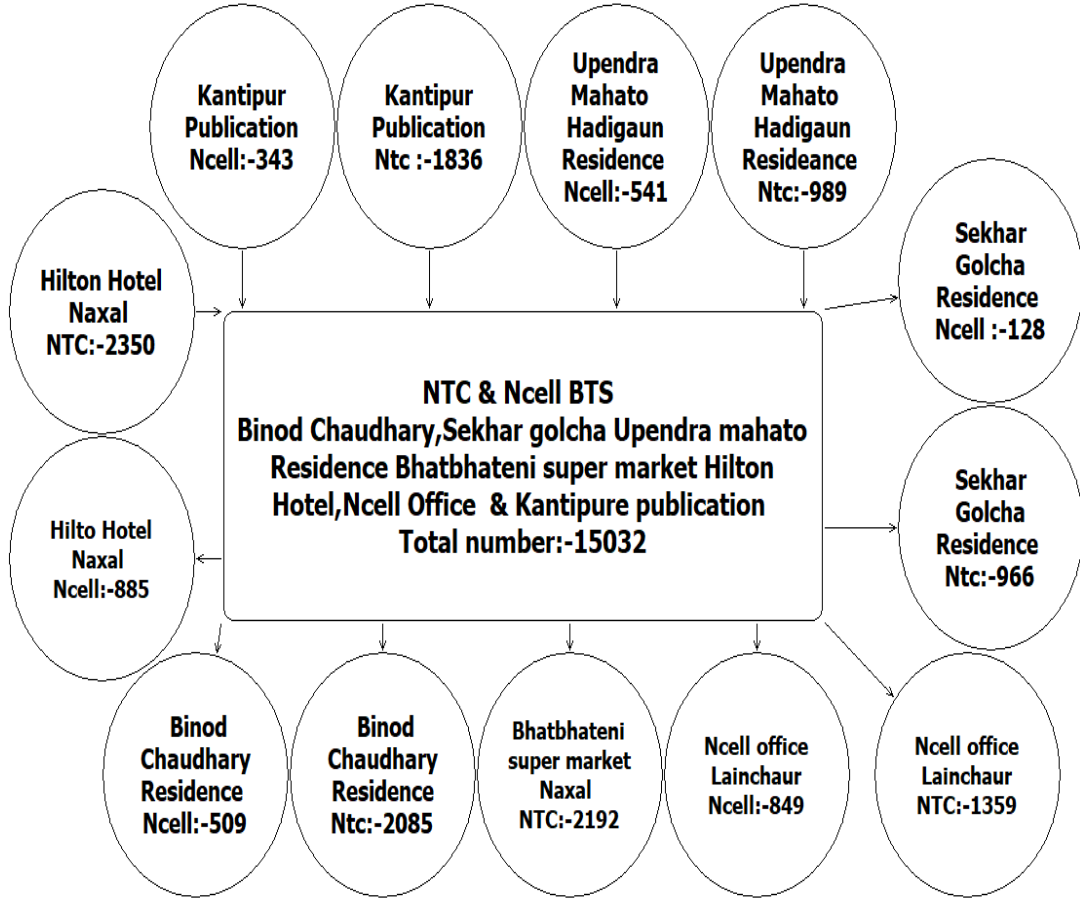 Kantipur
Publication
Ncell:-343
Kantipur
Publication
Ntc :-1836
Upendra
Mahato
Hadigaun
Residence
Ncell:-541
Upendra
Mahato
Hadigaun
Resideance
Ntc:-989
Sekhar
Golcha
Residence
Ncell :-128
Hilton Hotel
Naxal
NTC:-2350
NTC & Ncell BTS
Binod Chaudhary,Sekhar golcha Upendra mahato
Residence Bhatbhateni super market Hilton
Hotel,Ncell Office & Kantipure publication
Total number:-15032
Sekhar
Golcha
Residence
Ntc:-966
Hilto Hotel
Naxal
Ncell:-885
Binod
Chaudhary
Residence
Ncell:-509
Binod
Chaudhary
Residence
Ntc:-2085
Bhatbhateni
super market
Naxal
NTC:-2192
Ncell office
Lainchaur
Ncell:-849
Ncell office
Lainchaur
NTC:-1359